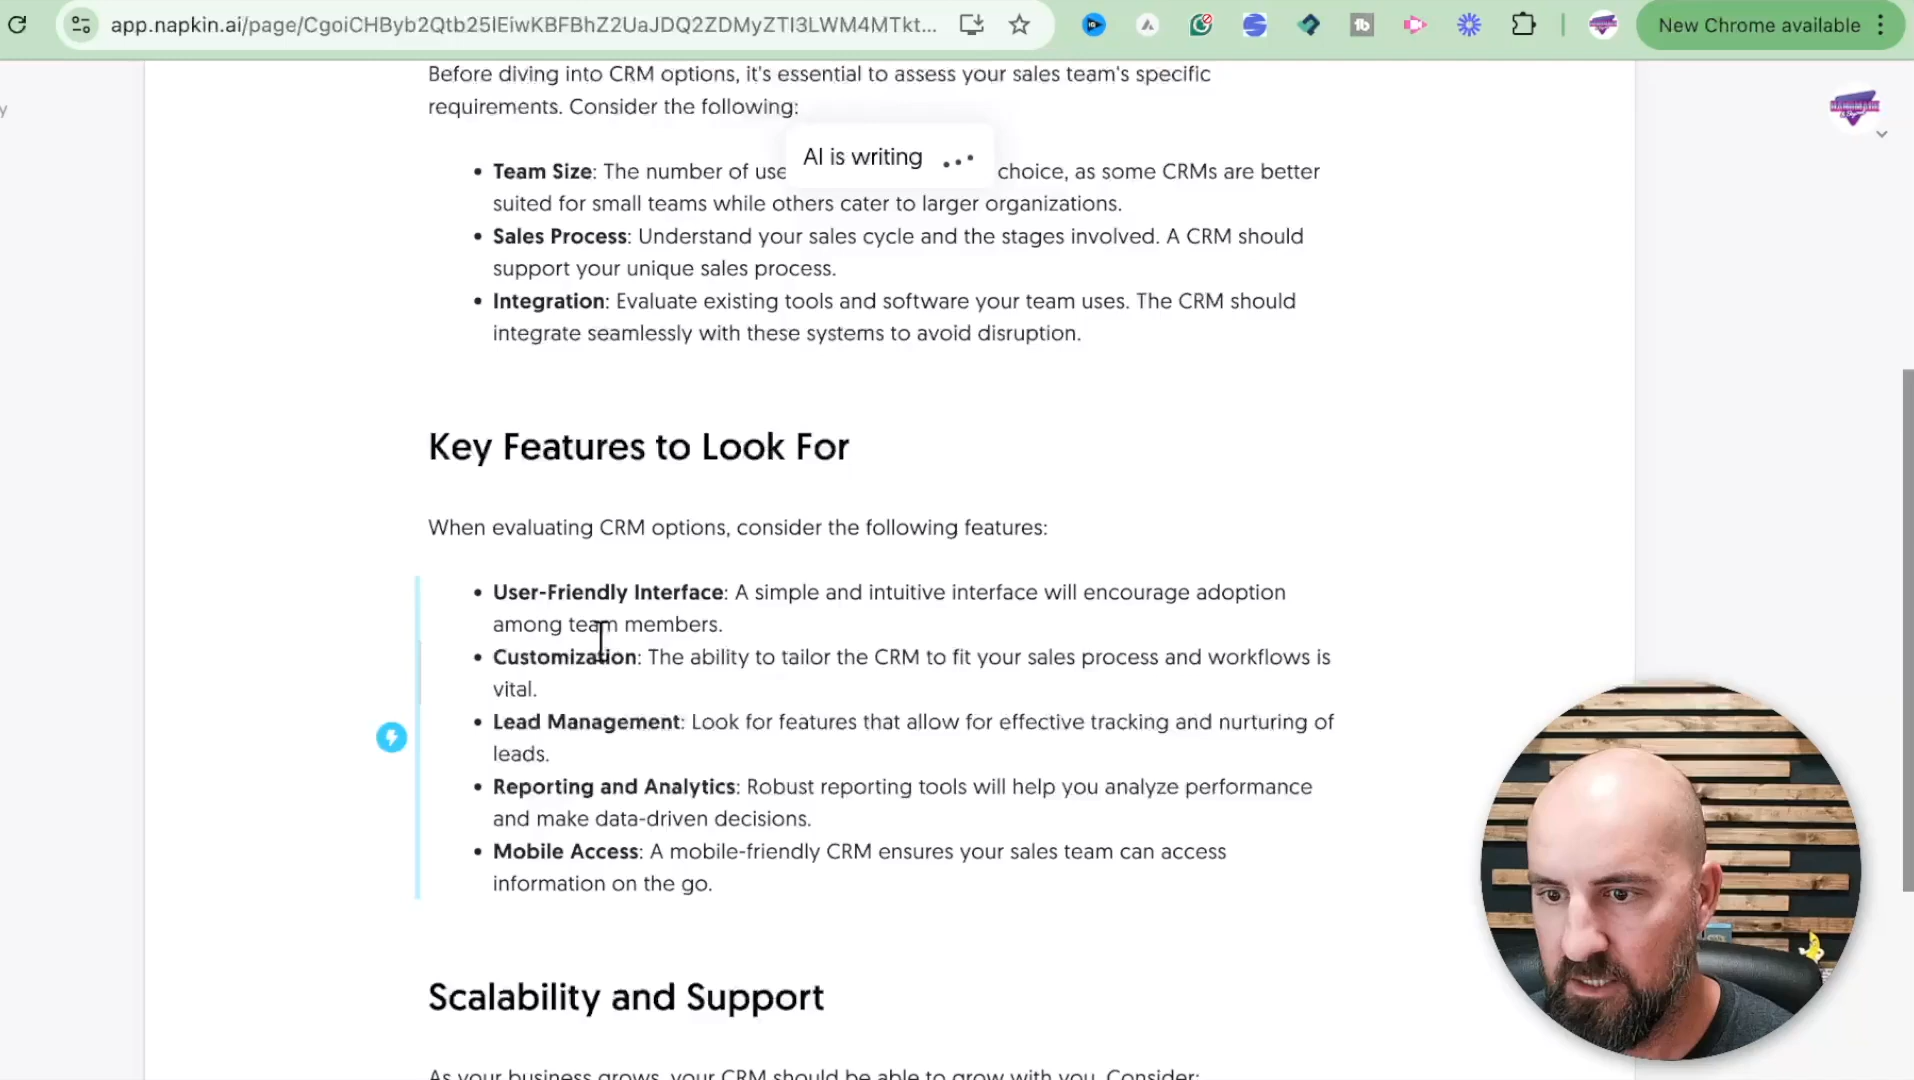 app.napkin.ai/page/CgoiCHByb2Qtb25lEiwKBFBhZ2UaJDQ2ZDMyZTI3LWM4MTkt...
New Chrome available
Before diving into CRM options, it's essential to assess your sales team's specific
requirements. Consider the following:
AI is writing ...
• Team Size: The number of use choice, as some CRMs are better
suited for small teams while others cater to larger organizations.
• Sales Process: Understand your sales cycle and the stages involved. A CRM should
support your unique sales process.
• Integration: Evaluate existing tools and software your team uses. The CRM should
integrate seamlessly with these systems to avoid disruption.
Key Features to Look For
When evaluating CRM options, consider the following features:
• User-Friendly Interface: A simple and intuitive interface will encourage adoption
among team members.
• Customization: The ability to tailor the CRM to fit your sales process and workflows is
vital.
• Lead Management: Look for features that allow for effective tracking and nurturing of
leads.
• Reporting and Analytics: Robust reporting tools will help you analyze performance
and make data-driven decisions.
• Mobile Access: A mobile-friendly CRM ensures your sales team can access
information on the go.
Scalability and Support
As your business grows, your CRM should be able to grow with you. Consider: